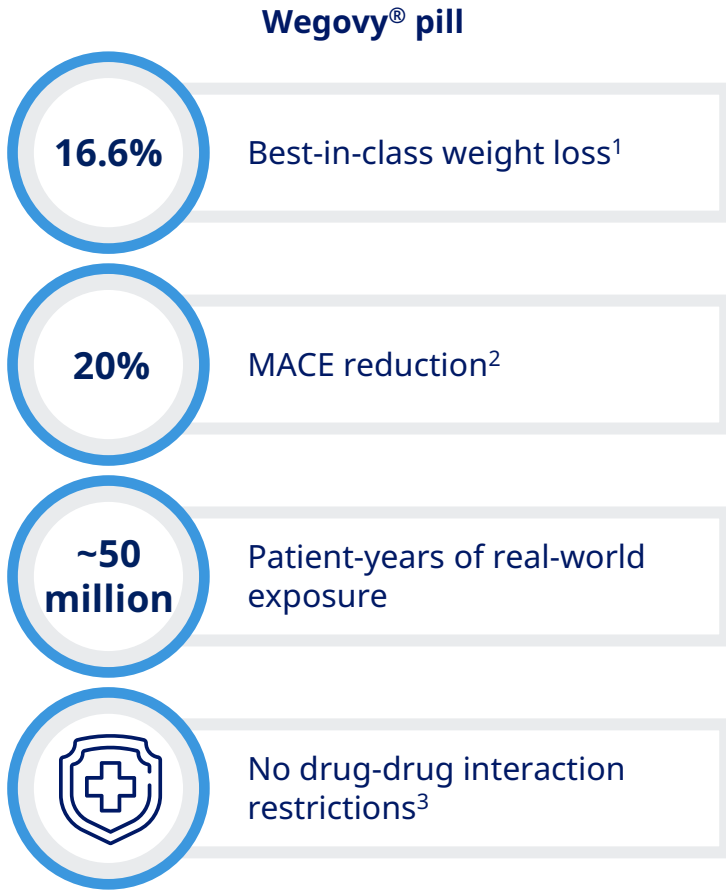 Wegovy® pill
16.6%
Best-in-class weight loss¹
20%
MACE reduction²
~50
million
Patient-years of real-world
exposure
No drug-drug interaction
restrictions³